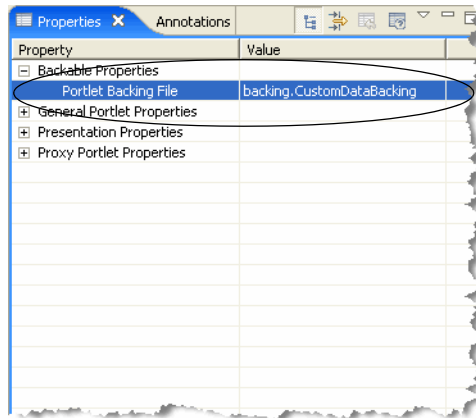 Properties Annotations
Property Value
Backable Properties
Portlet Backing File backing.CustomDataBacking
General Portlet Properties
Presentation Properties
Proxy Portlet Properties